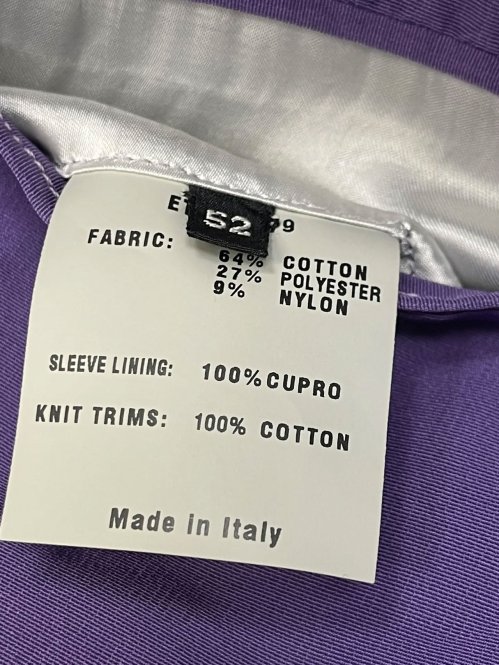 52
FABRIC:
64% COTTON
27% POLYESTER
9% NYLON
SLEEVE LINING: 100% CUPRO
KNIT TRIMS: 100% COTTON
Made in Italy